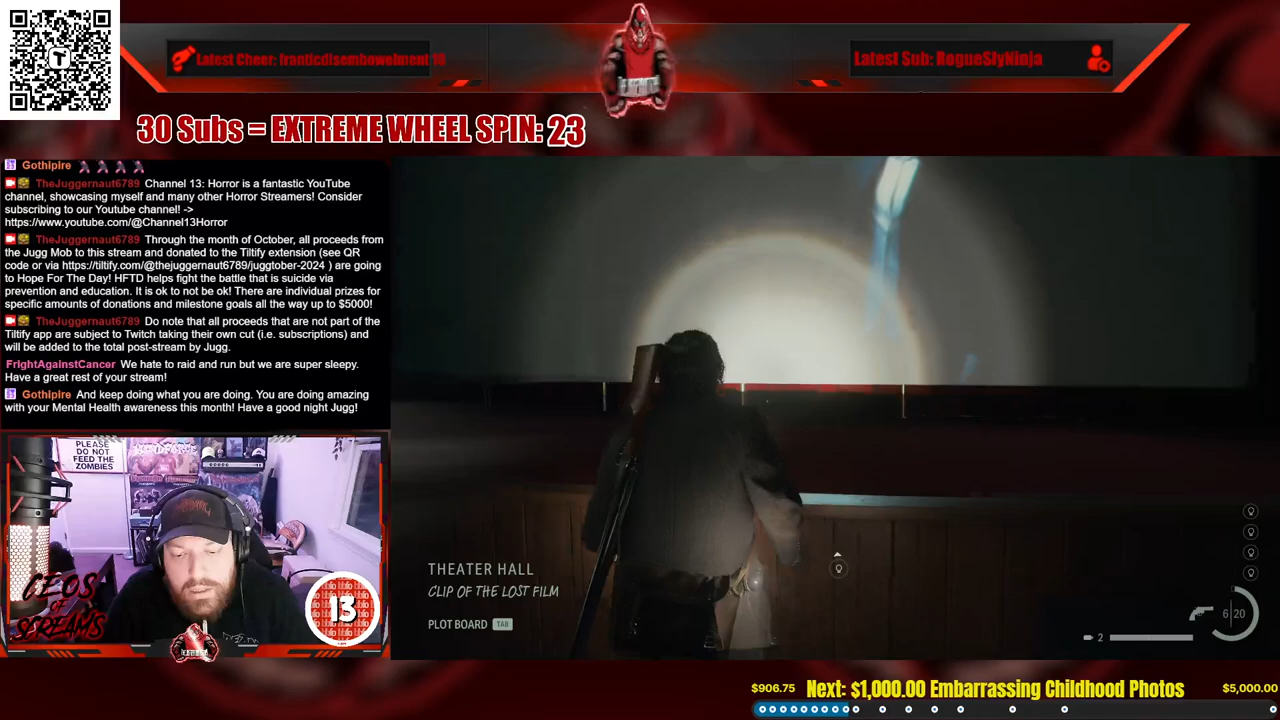 Latest Cheer: franticdisembowelment 10
Latest Sub: RogueSlyNinja
30 Subs = EXTREME WHEEL SPIN: 23
Gothipire
TheJuggernaut6789 Channel 13: Horror is a fantastic YouTube
channel, showcasing myself and many other Horror Streamers! Consider
subscribing to our Youtube channel! ->
https://www.youtube.com/@Channel13Horror
TheJuggernaut6789 Through the month of October, all proceeds from
the Jugg Mob to this stream and donated to the Tiltify extension (see QR
code or via https://tiltify.com/@thejuggernaut6789/juggtober-2024 ) are going
to Hope For The Day! HFTD helps fight the battle that is suicide via
prevention and education. It is ok to not be ok! There are individual prizes for
specific amounts of donations and milestone goals all the way up to $5000!
TheJuggernaut6789 Do note that all proceeds that are not part of the
Tiltify app are subject to Twitch taking their own cut (i.e. subscriptions) and
will be added to the total post-stream by Jugg.
FrightAgainstCancer We hate to raid and run but we are super sleepy.
Have a great rest of your stream!
Gothipire And keep doing what you are doing. You are doing amazing
with your Mental Health awareness this month! Have a good night Jugg!
PLEASE
DO NOT
FEED THE
ZOMBIES
LEOS
OF
SCREAMS
13
THEATER HALL
CLIP OF THE LOST FILM
PLOT BOARD TAB
6 20
2
$906.75 Next: $1,000.00 Embarrassing Childhood Photos $5,000.00